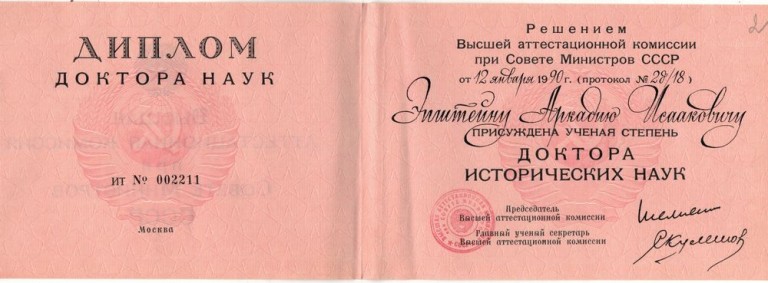 ДИПЛОМ
ДОКТОРА НАУК
ИТ № 002211
Москва
Решением
Высшей аттестационной комиссии
при Совете Министров СССР
от 12 января 1990 г. (протокол № 2д/18)
Эпштейну Аркадию Исааковичу
ПРИСУЖДЕНА УЧЕНАЯ СТЕПЕНЬ
ДОКТОРА
ИСТОРИЧЕСКИХ НАУК
Председатель
Высшей аттестационной комиссии
Главный ученый секретарь
Высшей аттестационной комиссии